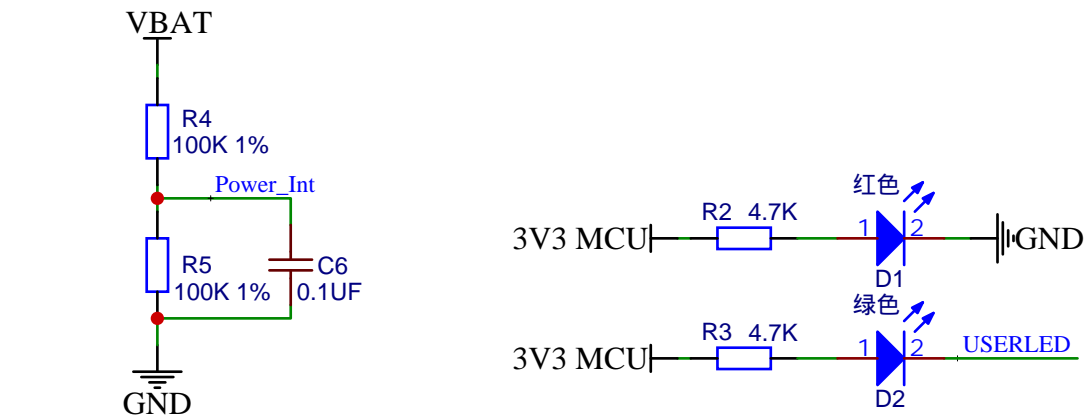 VBAT
R4
100K 1%
Power_Int
R5
100K 1%
C6
0.1UF
GND
红色
R2 4.7K
3V3 MCU
1
2
GND
D1
绿色
R3 4.7K
3V3 MCU
1
2
USERLED
D2